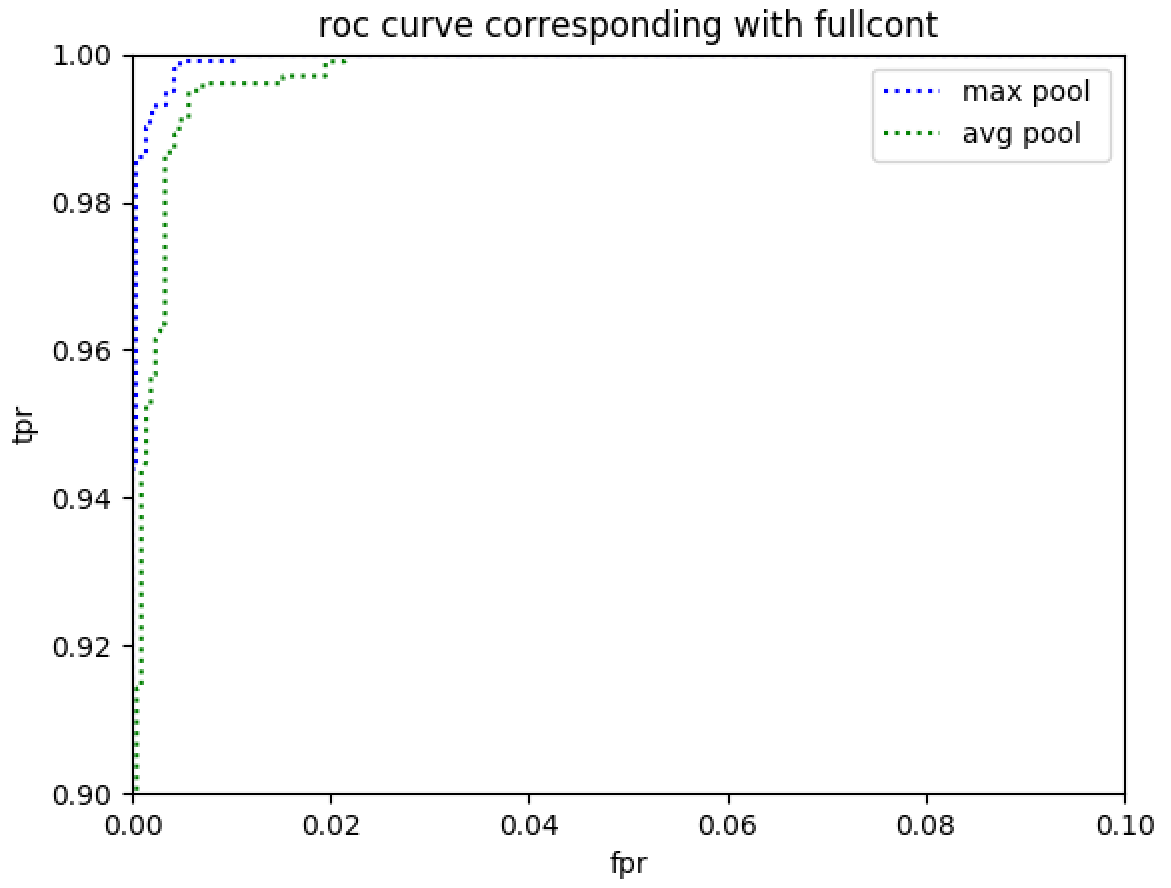 roc curve corresponding with fullcont
1.00
0.98
0.96
0.94
0.92
0.90
tpr
max pool
avg pool
0.00 0.02 0.04 0.06 0.08 0.10
fpr